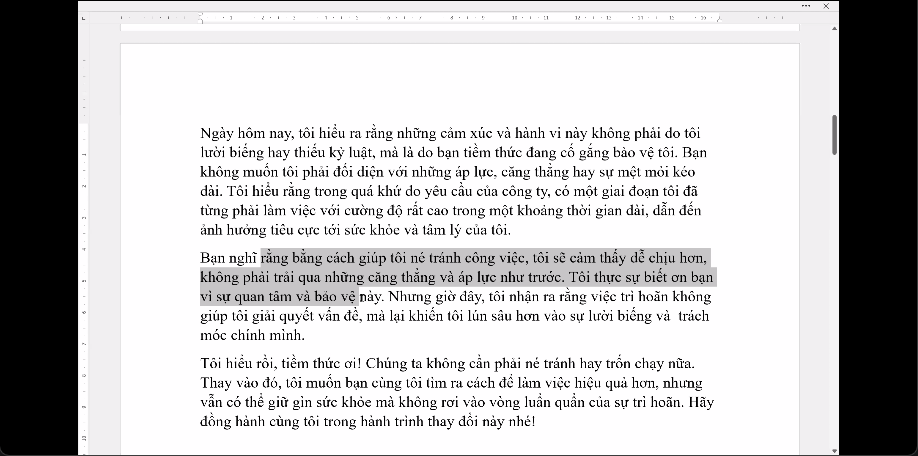 Ngày hôm nay, tôi hiểu ra rằng những cảm xúc và hành vi này không phải do tôi
lười biếng hay thiếu kỷ luật, mà là do bạn tiềm thức đang cố gắng bảo vệ tôi. Bạn
không muốn tôi phải đối diện với những áp lực, căng thẳng hay sự mệt mỏi kéo
dài. Tôi hiểu rằng trong quá khứ do yêu cầu của công ty, có một giai đoạn tôi đã
từng phải làm việc với cường độ rất cao trong một khoảng thời gian dài, dẫn đến
ảnh hưởng tiêu cực tới sức khỏe và tâm lý của tôi.
Bạn nghĩ rằng bằng cách giúp tôi né tránh công việc, tôi sẽ cảm thấy dễ chịu hơn,
không phải trải qua những căng thẳng và áp lực như trước. Tôi thực sự biết ơn bạn
vì sự quan tâm và bảo vệ này. Nhưng giờ đây, tôi nhận ra rằng việc trì hoãn không
giúp tôi giải quyết vấn đề, mà lại khiến tôi lún sâu hơn vào sự lười biếng và  trách
móc chính mình.
Tôi hiểu rồi, tiềm thức ơi! Chúng ta không cần phải né tránh hay trốn chạy nữa.
Thay vào đó, tôi muốn bạn cùng tôi tìm ra cách để làm việc hiệu quả hơn, nhưng
vẫn có thể giữ gìn sức khỏe mà không rơi vào vòng luẩn quẩn của sự trì hoãn. Hãy
đồng hành cùng tôi trong hành trình thay đổi này nhé!